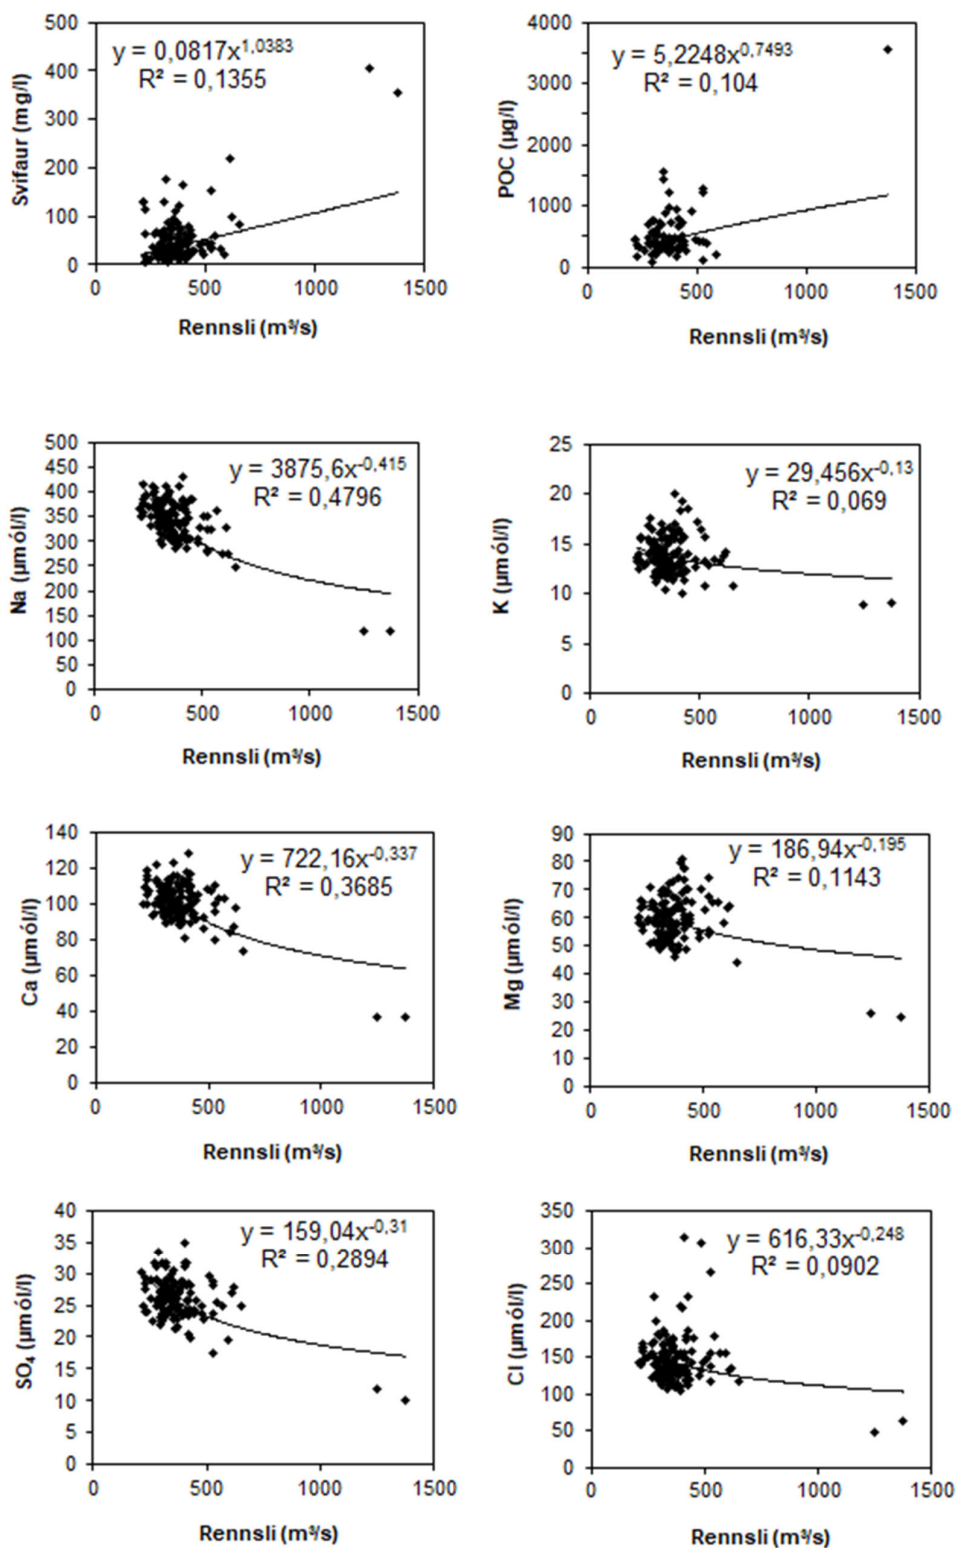 500
400
300
200
100
0
Svifaur (mg/l)
y = 0,0817x^1,0383
R² = 0,1355
0 500 1000 1500
Rennsli (m³/s)
4000
3000
2000
1000
0
POC (µg/l)
y = 5,2248x^0,7493
R² = 0,104
0 500 1000 1500
Rennsli (m³/s)
500
450
400
350
300
250
200
150
100
50
0
Na (µmól/l)
y = 3875,6x^-0,415
R² = 0,4796
0 500 1000 1500
Rennsli (m³/s)
25
20
15
10
5
0
K (µmól/l)
y = 29,456x^-0,13
R² = 0,069
0 500 1000 1500
Rennsli (m³/s)
140
120
100
80
60
40
20
0
Ca (µmól/l)
y = 722,16x^-0,337
R² = 0,3685
0 500 1000 1500
Rennsli (m³/s)
90
80
70
60
50
40
30
20
10
0
Mg (µmól/l)
y = 186,94x^-0,195
R² = 0,1143
0 500 1000 1500
Rennsli (m³/s)
40
35
30
25
20
15
10
5
0
SO₄ (µmól/l)
y = 159,04x^-0,31
R² = 0,2894
0 500 1000 1500
Rennsli (m³/s)
350
300
250
200
150
100
50
0
Cl (µmól/l)
y = 616,33x^-0,248
R² = 0,0902
0 500 1000 1500
Rennsli (m³/s)